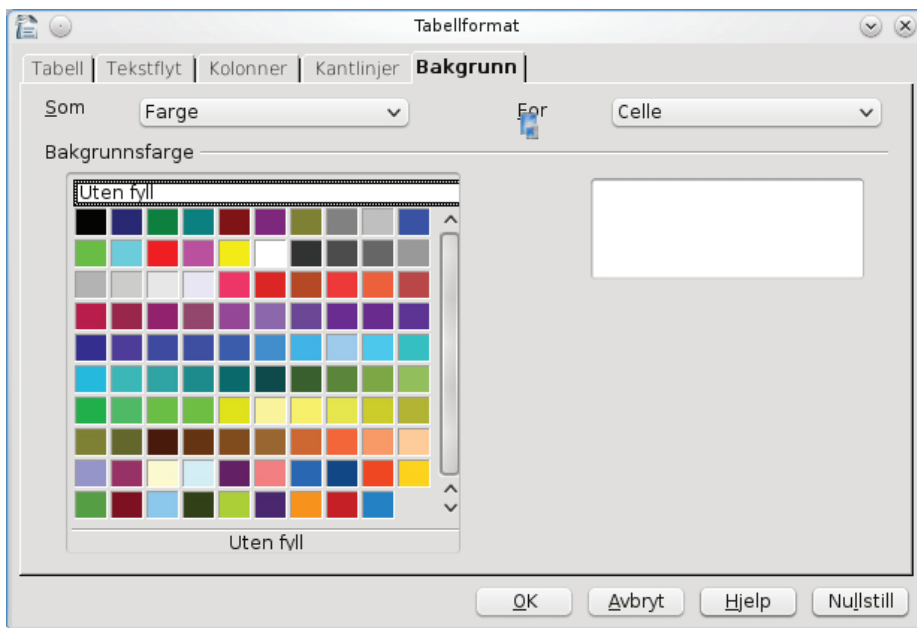 Tabellformat
Tabell Tekstflyt Kolonner Kantlinjer Bakgrunn
Som Farge For Celle
Bakgrunnsfarge
Uten fyll
Uten fyll
OK Avbryt Hjelp Nullstill